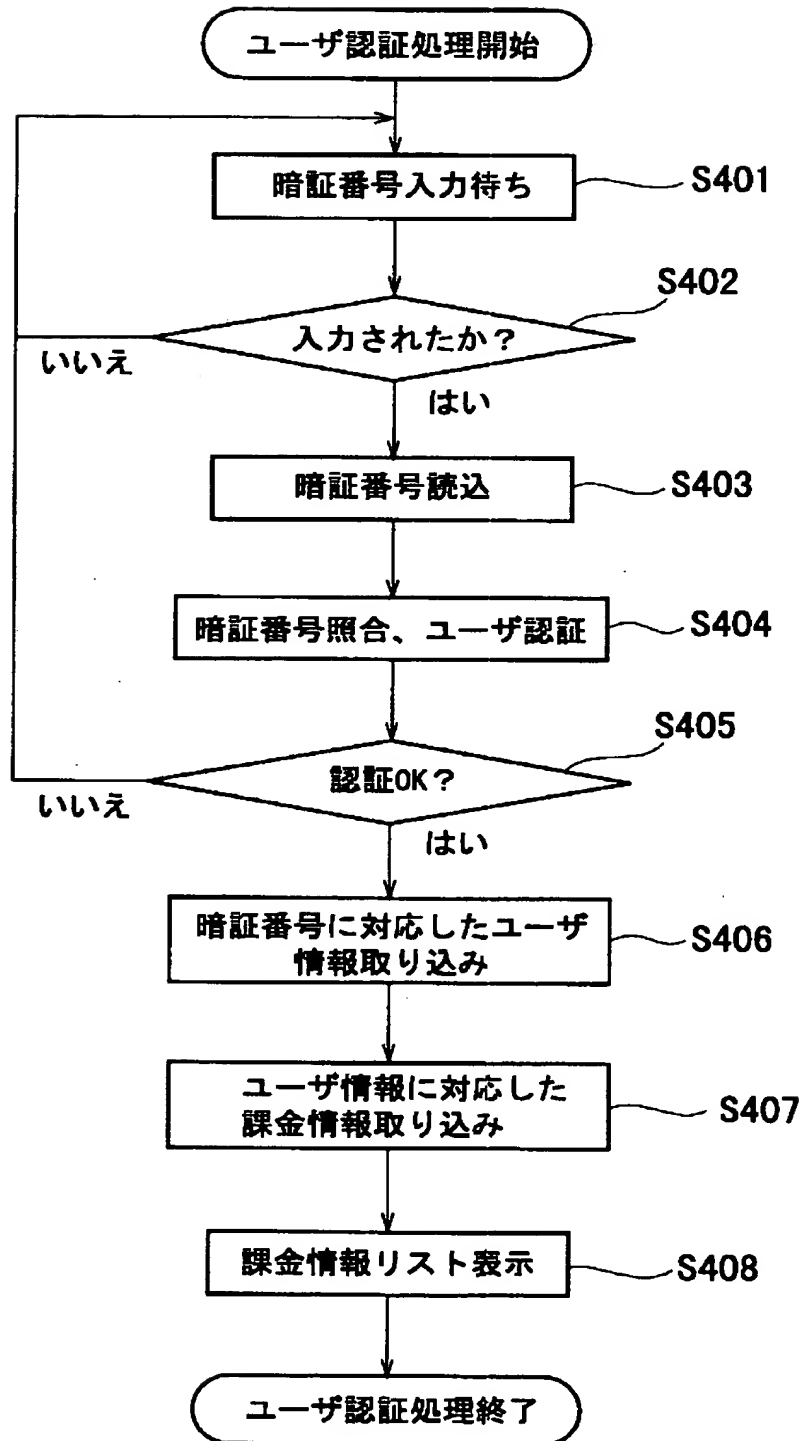 ユーザ認証処理開始
暗証番号入力待ち
S401
S402
入力されたか？
いいえ
はい
暗証番号読込
S403
暗証番号照合、ユーザ認証
S404
S405
認証OK？
いいえ
はい
暗証番号に対応したユーザ
情報取り込み
S406
ユーザ情報に対応した
課金情報取り込み
S407
課金情報リスト表示
S408
ユーザ認証処理終了